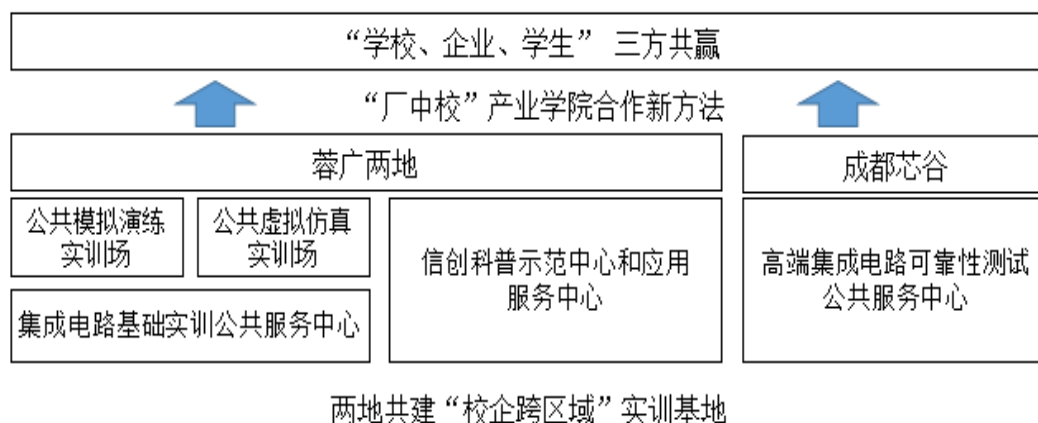 “学校、企业、学生” 三方共赢
“厂中校”产业学院合作新方法
蓉广两地
成都芯谷
公共模拟演练
实训场
公共虚拟仿真
实训场
集成电路基础实训公共服务中心
信创科普示范中心和应用
服务中心
高端集成电路可靠性测试
公共服务中心
两地共建“校企跨区域”实训基地